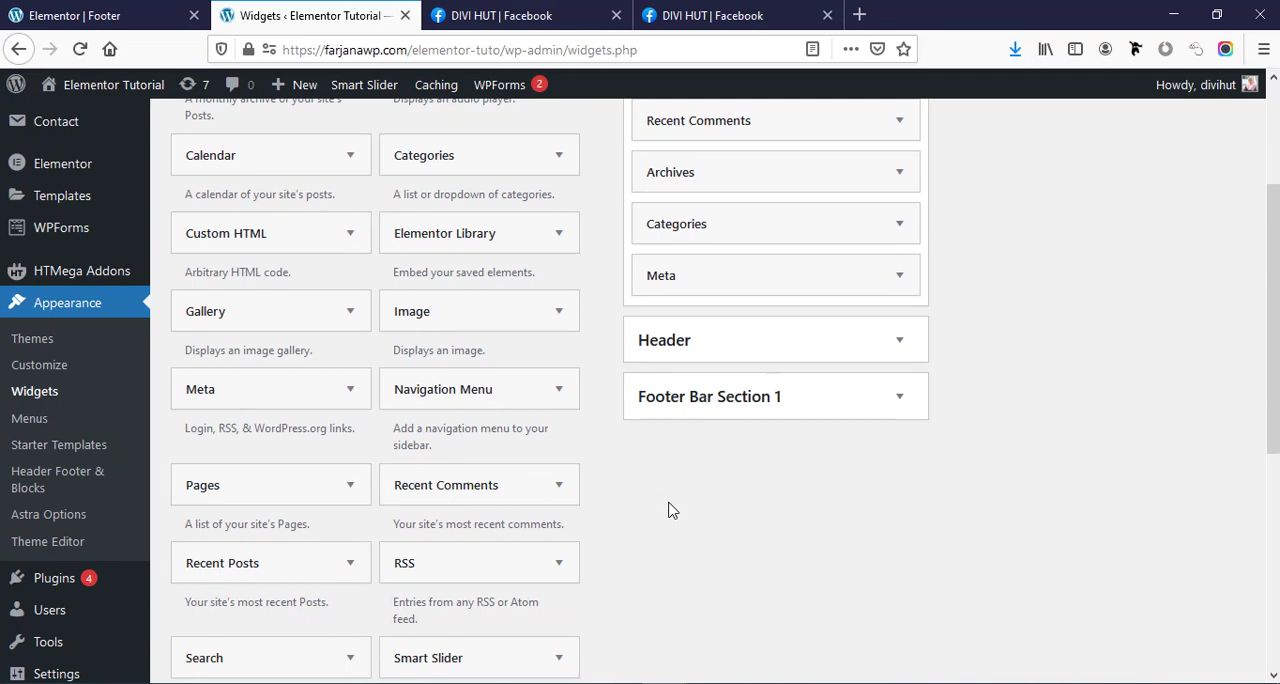 Elementor | Footer
Widgets ‹ Elementor Tutorial —
DIVI HUT | Facebook
DIVI HUT | Facebook
https://farjanawp.com/elementor-tuto/wp-admin/widgets.php
Elementor Tutorial
7
0
New
Smart Slider
Caching
WPForms 2
Howdy, divihut
Contact
Elementor
Templates
WPForms
HTMega Addons
Appearance
Themes
Customize
Widgets
Menus
Starter Templates
Header Footer &
Blocks
Astra Options
Theme Editor
Plugins 4
Users
Tools
Settings
A monthly archive of your site's
Posts.
Displays an audio player.
Calendar
A calendar of your site's posts.
Categories
A list or dropdown of categories.
Custom HTML
Arbitrary HTML code.
Elementor Library
Embed your saved elements.
Gallery
Displays an image gallery.
Image
Displays an image.
Meta
Login, RSS, & WordPress.org links.
Navigation Menu
Add a navigation menu to your
sidebar.
Pages
A list of your site's Pages.
Recent Comments
Your site's most recent comments.
Recent Posts
Your site's most recent Posts.
RSS
Entries from any RSS or Atom
feed.
Search
Smart Slider
Recent Comments
Archives
Categories
Meta
Header
Footer Bar Section 1